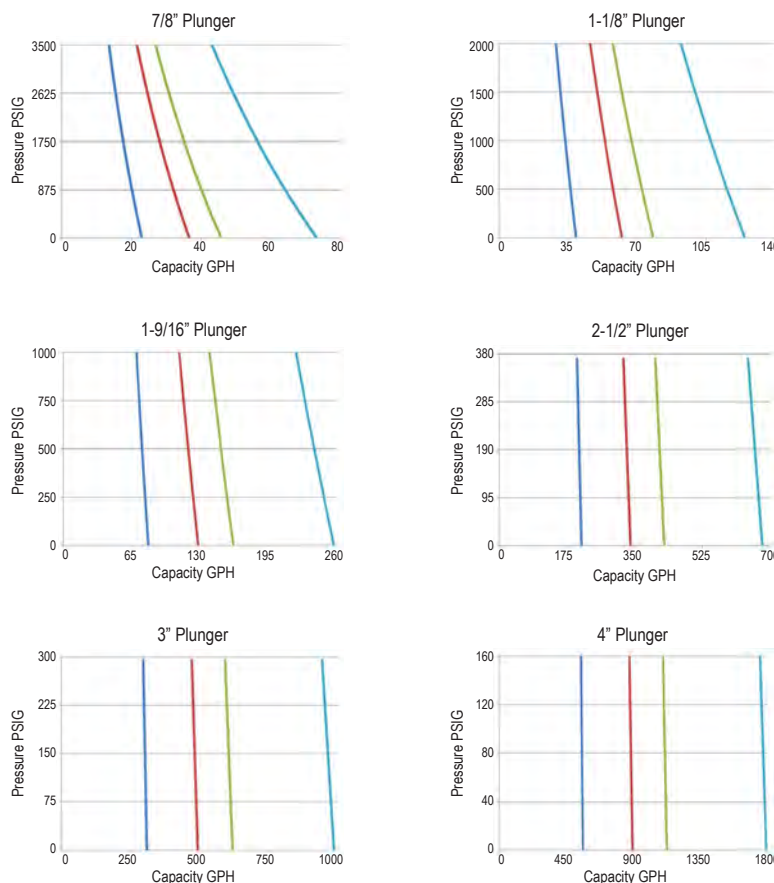 7/8” Plunger
3500
2625
1750
875
0
Pressure PSIG
0 20 40 60 80
Capacity GPH
1-1/8” Plunger
2000
1500
1000
500
0
Pressure PSIG
0 35 70 105 140
Capacity GPH
1-9/16” Plunger
1000
750
500
250
0
Pressure PSIG
0 65 130 195 260
Capacity GPH
2-1/2” Plunger
380
285
190
95
0
Pressure PSIG
0 175 350 525 700
Capacity GPH
3” Plunger
300
225
150
75
0
Pressure PSIG
0 250 500 750 1000
Capacity GPH
4” Plunger
160
120
80
40
0
Pressure PSIG
0 450 900 1350 1800
Capacity GPH